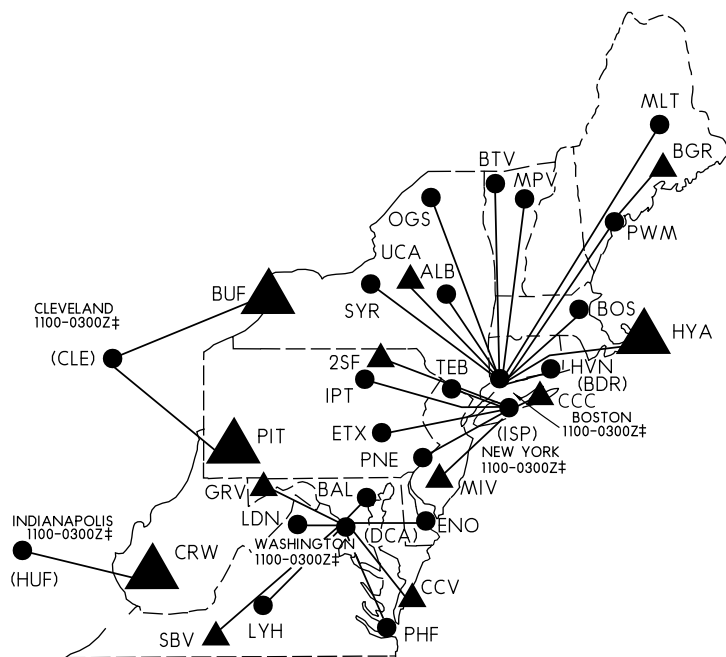 MLT
BGR
BTV
MPV
OGS
PWM
UCA
ALB
BUF
SYR
BOS
HYA
CLEVELAND
1100-0300Z‡
(CLE)
2SF
TEB
HVN
(BDR)
IPT
CCC
BOSTON
1100-0300Z‡
ETX
(ISP)
NEW YORK
1100-0300Z‡
PIT
PNE
MIV
GRV
BAL
INDIANAPOLIS
1100-0300Z‡
LDN
ENO
(DCA)
WASHINGTON
1100-0300Z‡
CRW
(HUF)
CCV
SBV
LYH
PHF